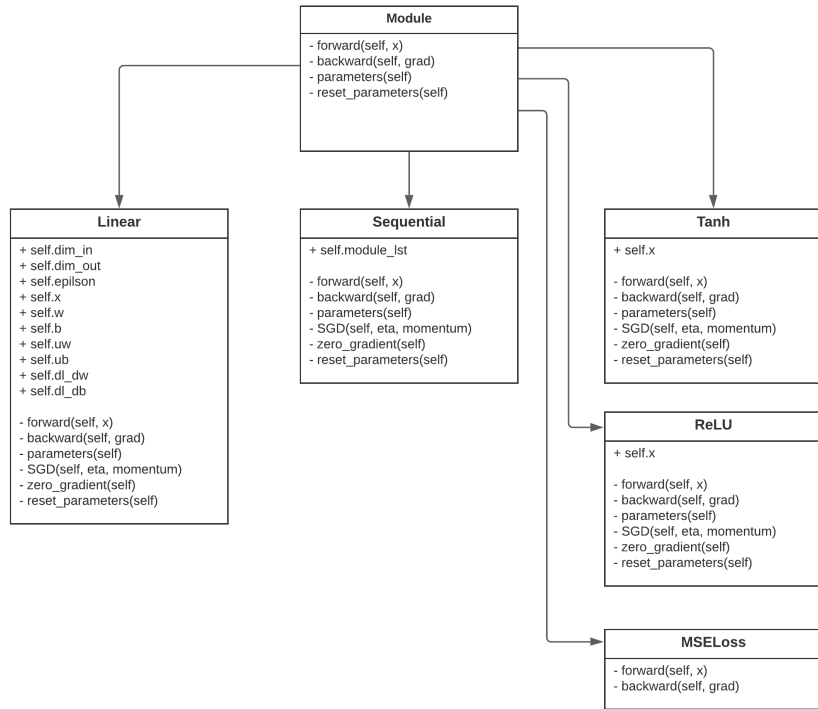 Module
- forward(self, x)
- backward(self, grad)
- parameters(self)
- reset_parameters(self)
Linear
+ self.dim_in
+ self.dim_out
+ self.epilson
+ self.x
+ self.w
+ self.b
+ self.uw
+ self.ub
+ self.dl_dw
+ self.dl_db
- forward(self, x)
- backward(self, grad)
- parameters(self)
- SGD(self, eta, momentum)
- zero_gradient(self)
- reset_parameters(self)
Sequential
+ self.module_lst
- forward(self, x)
- backward(self, grad)
- parameters(self)
- SGD(self, eta, momentum)
- zero_gradient(self)
- reset_parameters(self)
Tanh
+ self.x
- forward(self, x)
- backward(self, grad)
- parameters(self)
- SGD(self, eta, momentum)
- zero_gradient(self)
- reset_parameters(self)
ReLU
+ self.x
- forward(self, x)
- backward(self, grad)
- parameters(self)
- SGD(self, eta, momentum)
- zero_gradient(self)
- reset_parameters(self)
MSELoss
- forward(self, x)
- backward(self, grad)